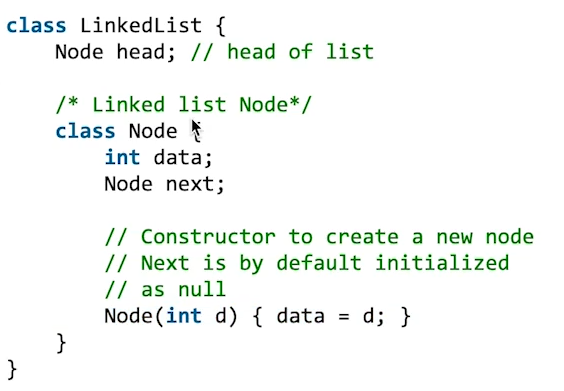 class LinkedList {
    Node head; // head of list

    /* Linked list Node*/
    class Node {
        int data;
        Node next;

        // Constructor to create a new node
        // Next is by default initialized
        // as null
        Node(int d) { data = d; }
    }
}